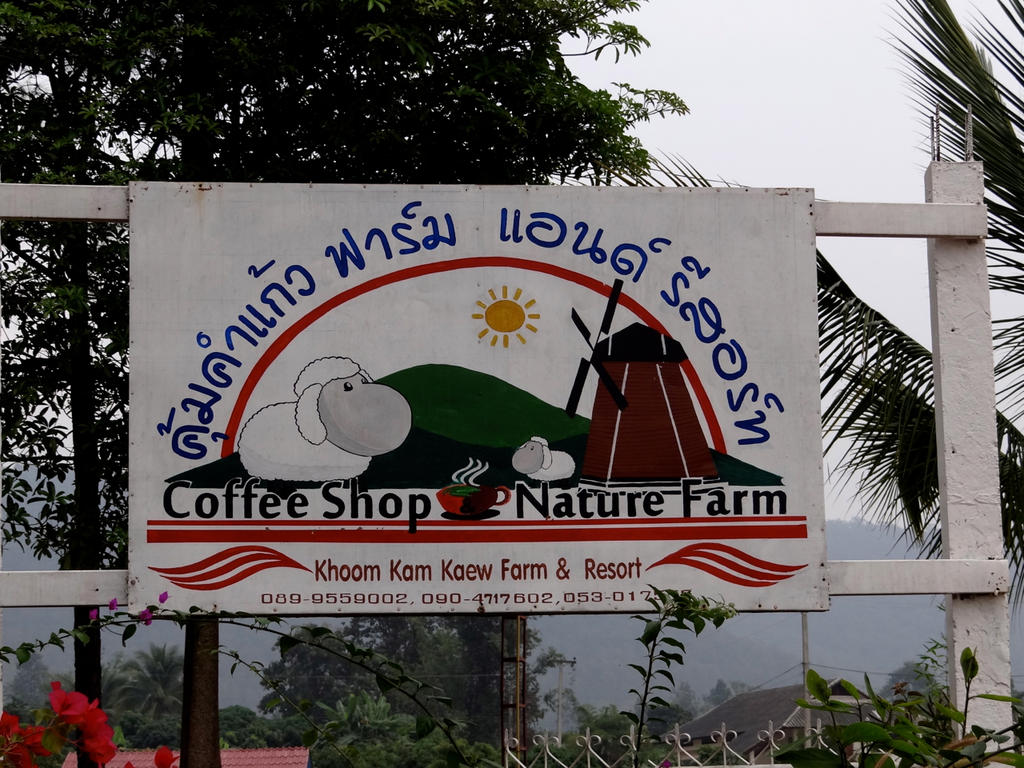 คุ้มคำแก้ว ฟาร์ม แอนด์ รีสอร์ท
Coffee Shop & Nature Farm
Khoom Kam Kaew Farm & Resort
089-9559002, 090-4717602, 053-017